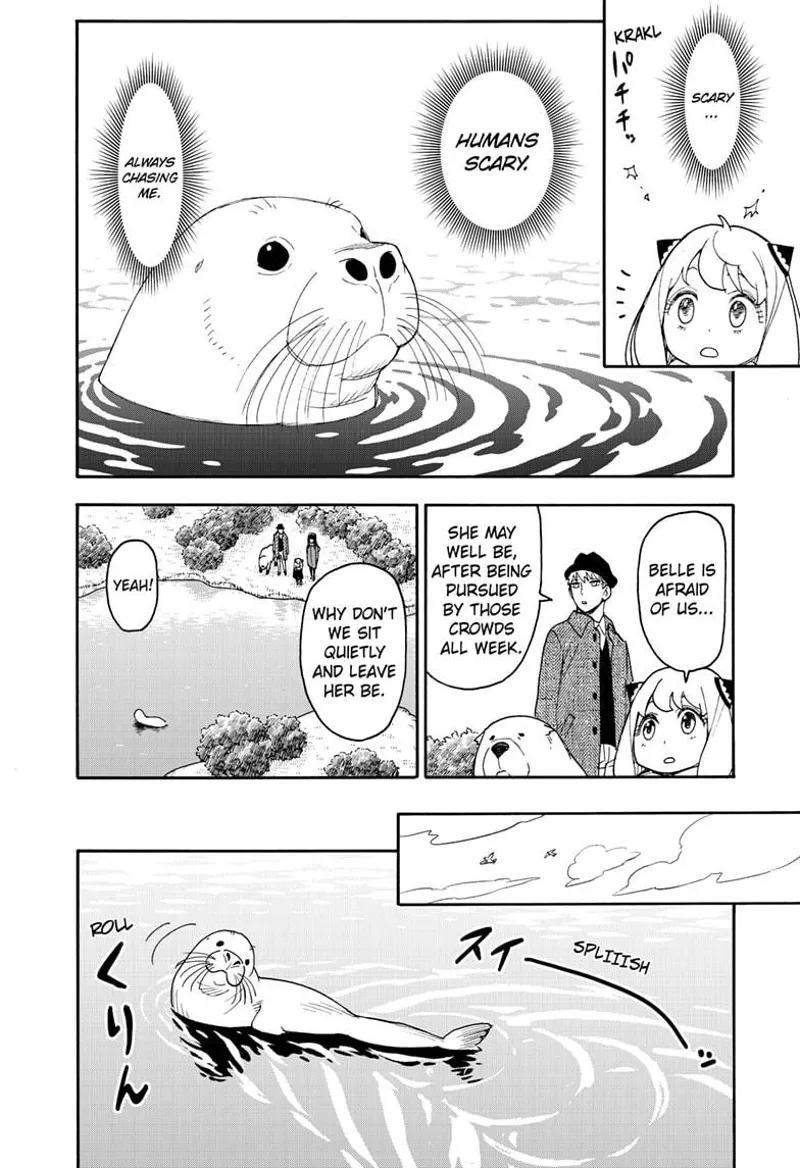 KRAKL
パチチッ
SCARY
...
HUMANS
SCARY.
ALWAYS
CHASING
ME.
BELLE IS
AFRAID
OF US...
SHE MAY
WELL BE,
AFTER BEING
PURSUED
BY THOSE
CROWDS
ALL WEEK.
WHY DON'T
WE SIT
QUIETLY
AND LEAVE
HER BE.
YEAH!
スイー
SPLIIISH
ROLL
くりん